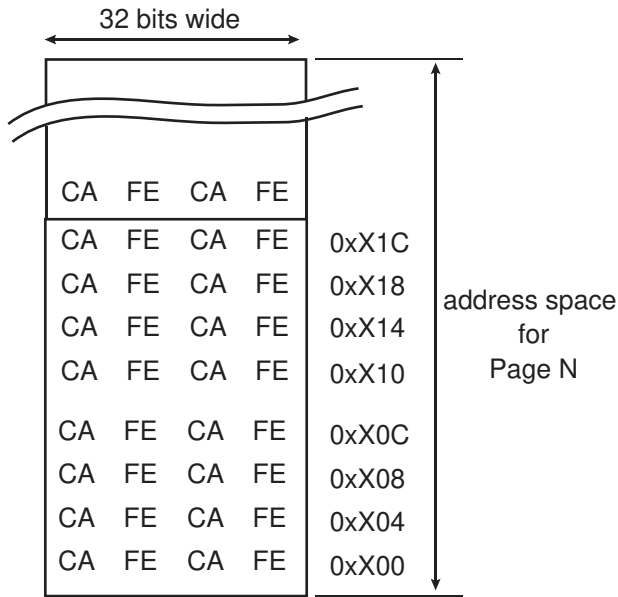 32 bits wide
CA FE CA FE
CA FE CA FE 0xX1C
CA FE CA FE 0xX18
CA FE CA FE 0xX14
CA FE CA FE 0xX10
CA FE CA FE 0xX0C
CA FE CA FE 0xX08
CA FE CA FE 0xX04
CA FE CA FE 0xX00
address space
for
Page N